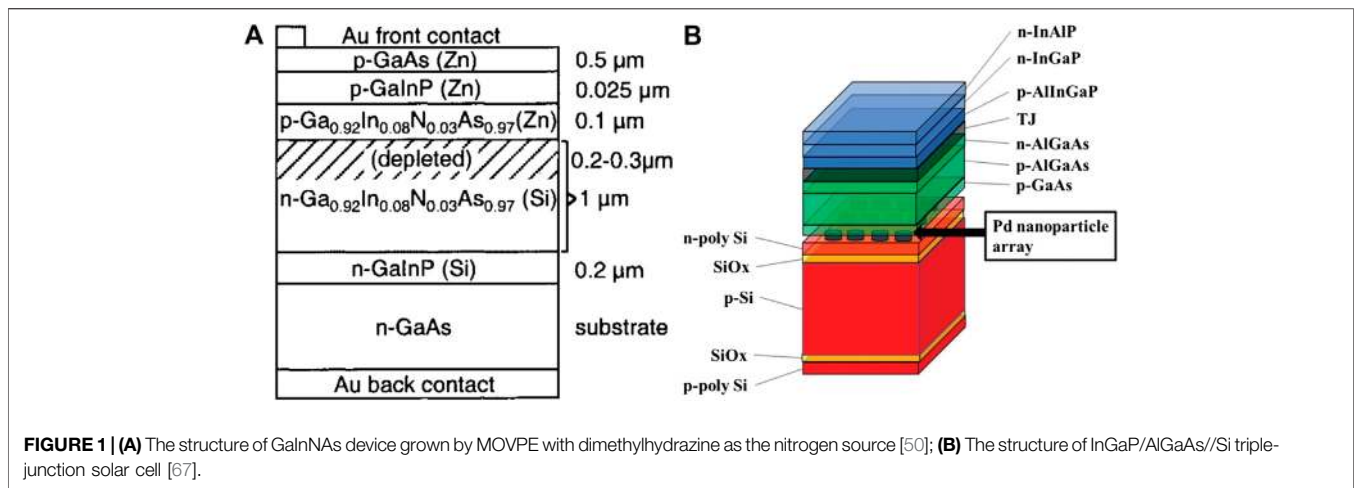 A
Au front contact
p-GaAs (Zn) 0.5 μm
p-GaInP (Zn) 0.025 μm
p-Ga0.92In0.08N0.03As0.97(Zn) 0.1 μm
(depleted) 0.2-0.3μm
n-Ga0.92In0.08N0.03As0.97 (Si) 1 μm
n-GaInP (Si) 0.2 μm
n-GaAs substrate
Au back contact
B
n-InAlP
n-InGaP
p-AlInGaP
TJ
n-AlGaAs
p-AlGaAs
p-GaAs
Pd nanoparticle
array
n-poly Si
SiOx
p-Si
SiOx
p-poly Si
FIGURE 1 | (A) The structure of GaInNAs device grown by MOVPE with dimethylhydrazine as the nitrogen source [50]; (B) The structure of InGaP/AlGaAs//Si triple-
junction solar cell [67].